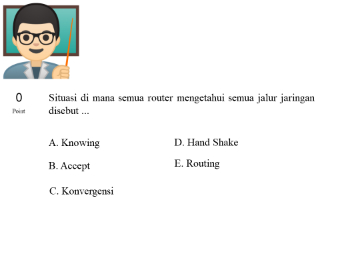 0
Point
Situasi di mana semua router mengetahui semua jalur jaringan
disebut ...
A. Knowing
B. Accept
C. Konvergensi
D. Hand Shake
E. Routing